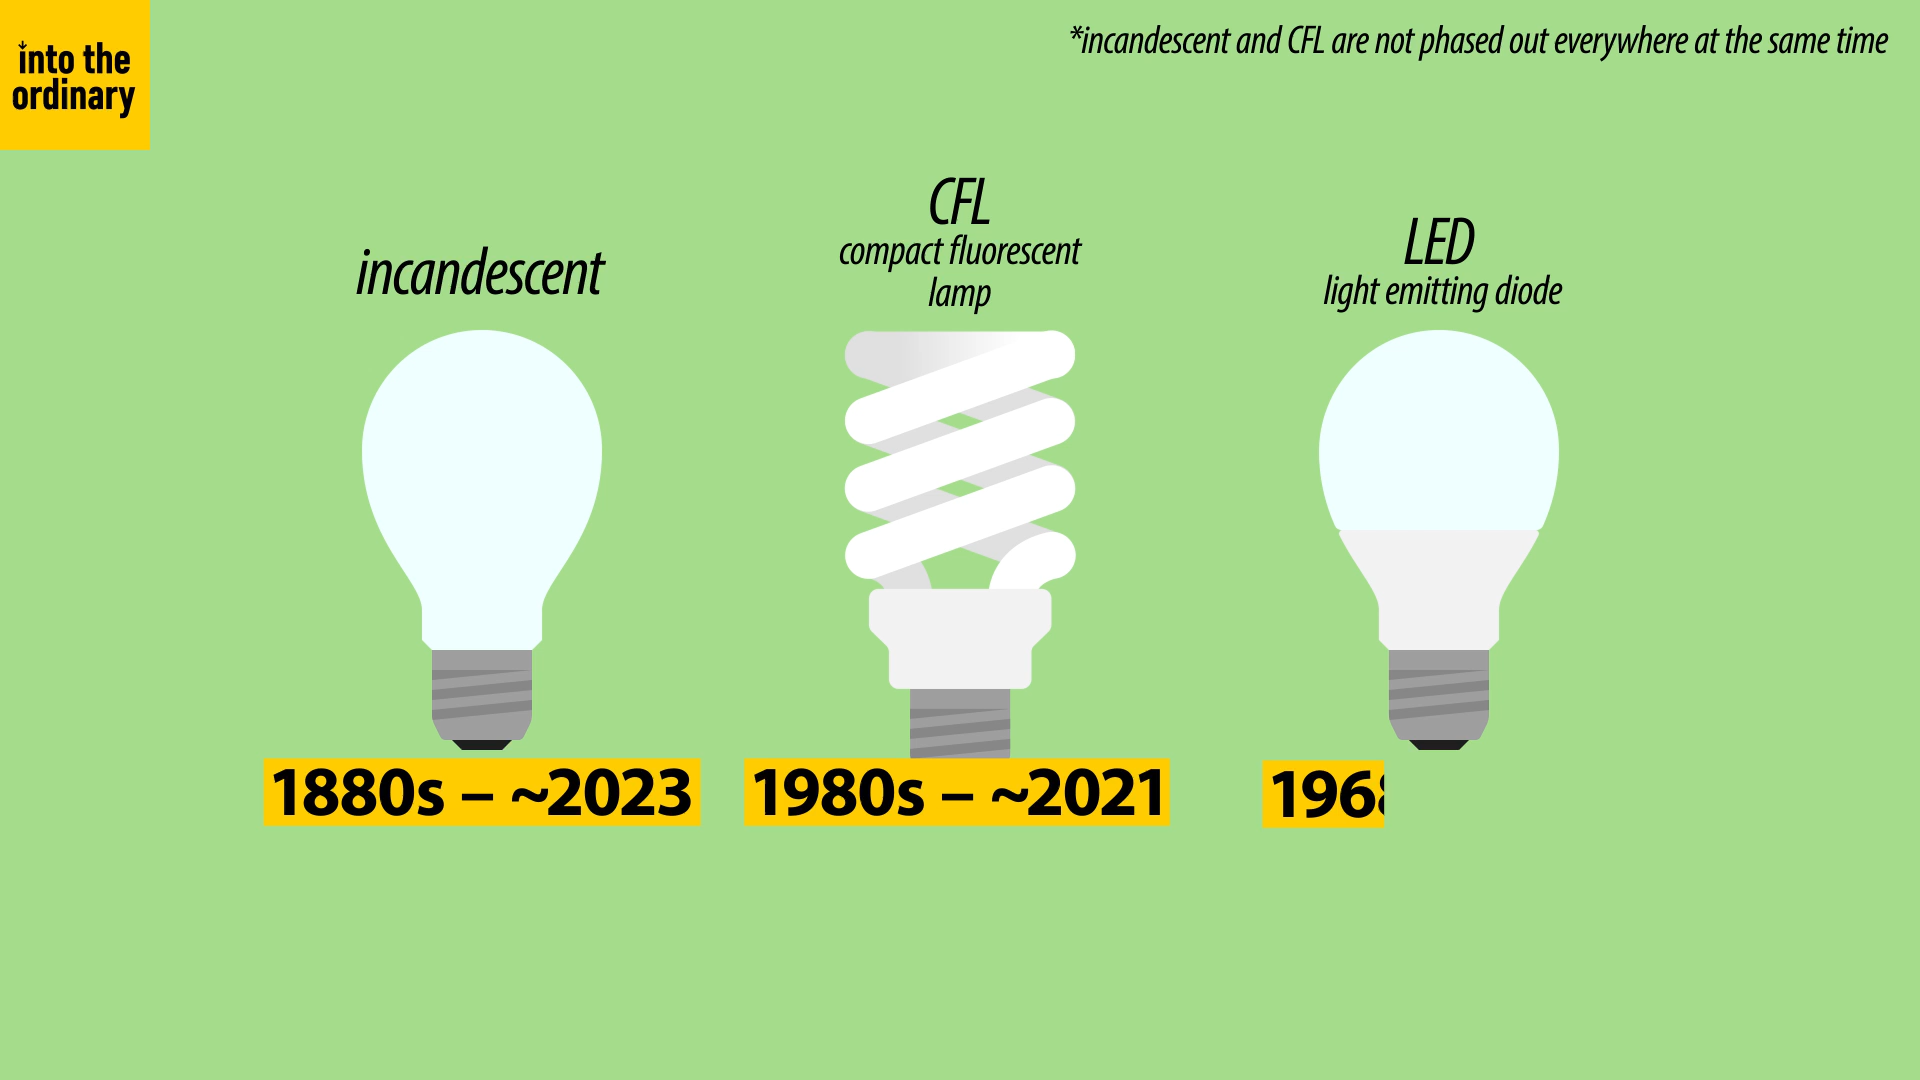 into the
ordinary
*incandescent and CFL are not phased out everywhere at the same time
incandescent
CFL
compact fluorescent
lamp
LED
light emitting diode
1880s – ~2023
1980s – ~2021